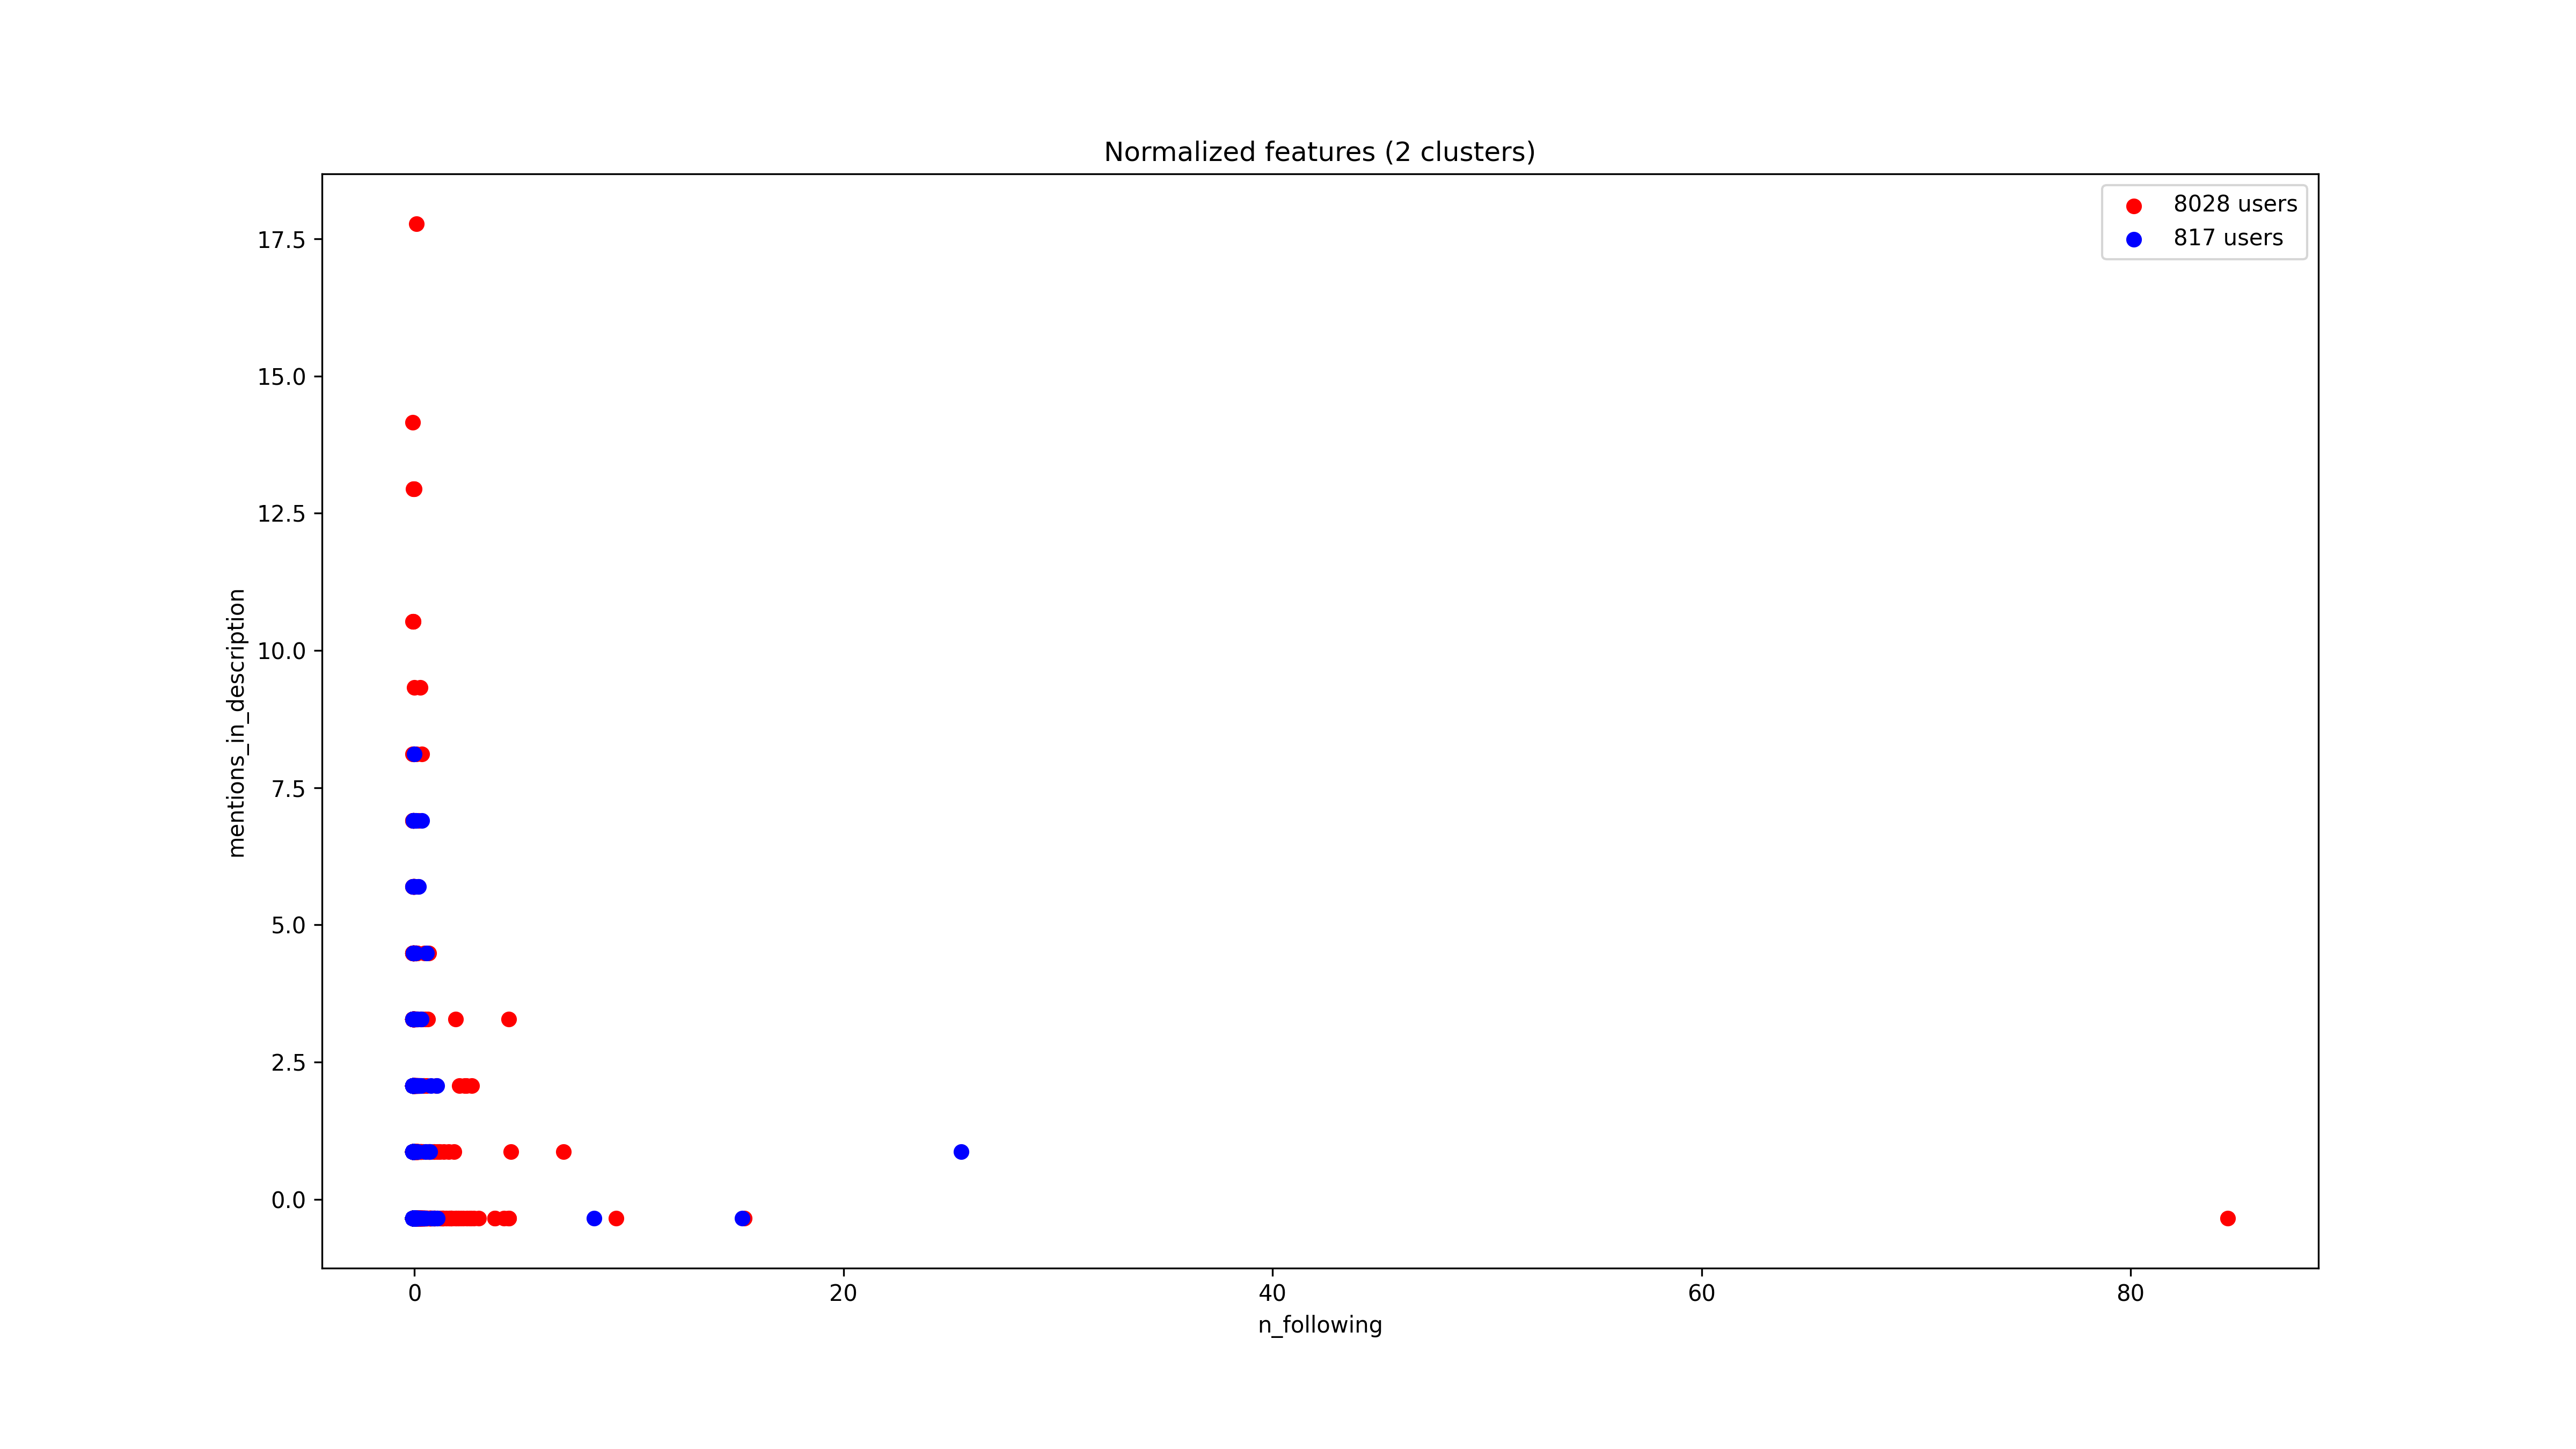 Normalized features (2 clusters)
8028 users
817 users
17.5
15.0
12.5
10.0
7.5
5.0
2.5
0.0
mentions_in_description
0
20
40
60
80
n_following